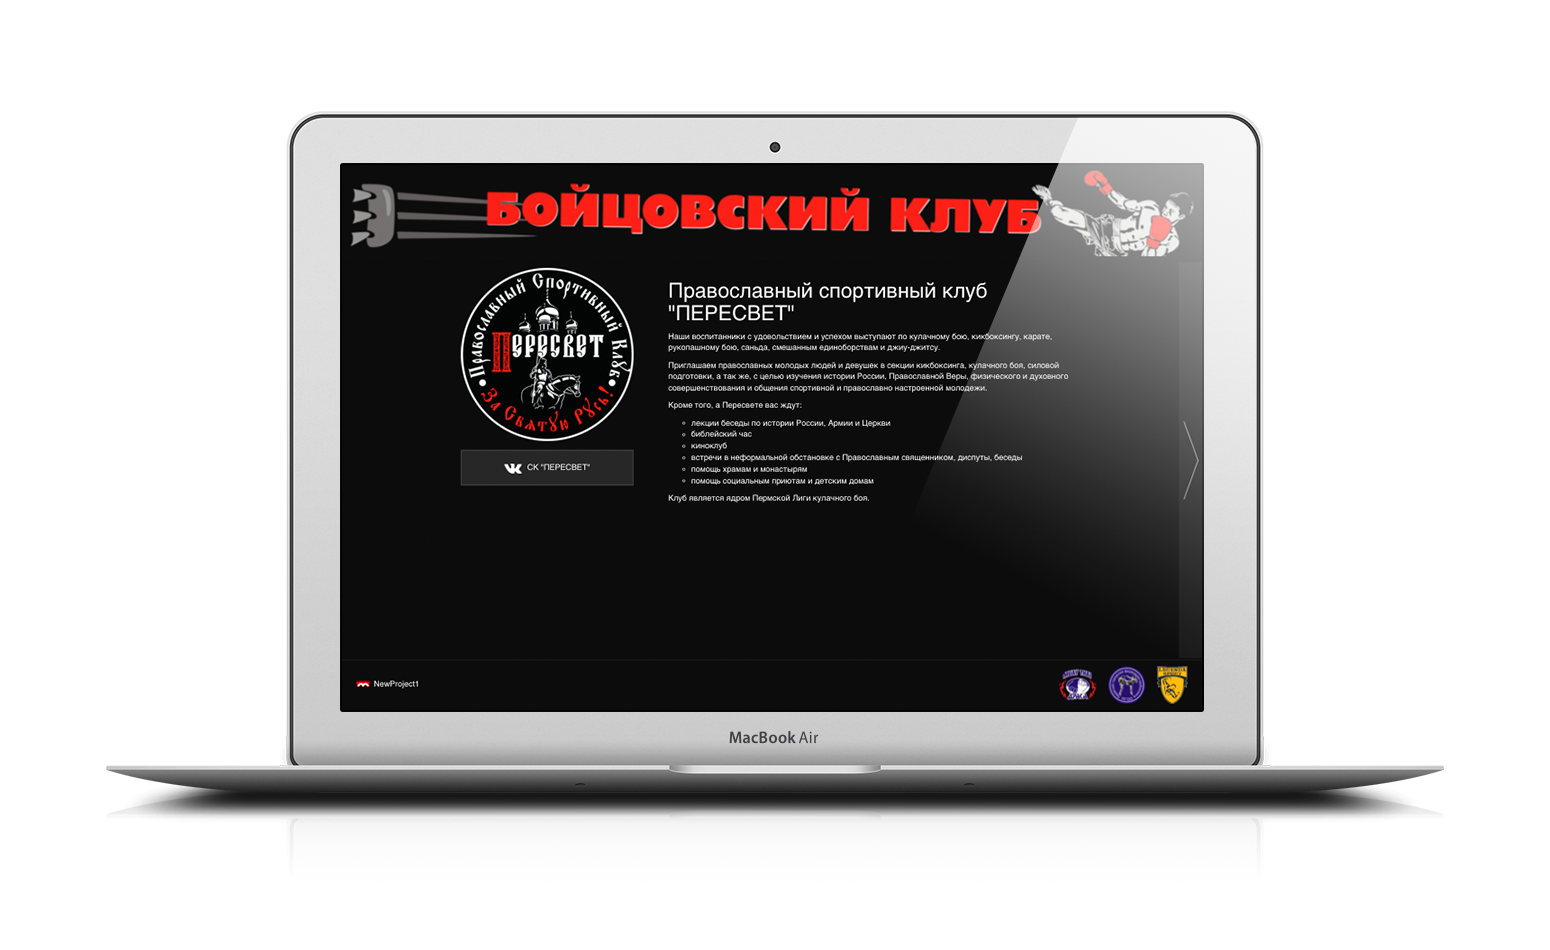 БОЙЦОВСКИЙ КЛУБ
Православный Спортивный Клуб
Пересвет
За Святую Русь!
СК "ПЕРЕСВЕТ"
Православный спортивный клуб
"ПЕРЕСВЕТ"
Наши воспитанники с удовольствием и успехом выступают по кулачному бою, кикбоксингу, карате,
рукопашному бою, саньда, смешанным единоборствам и джиу-джитсу.
Приглашаем православных молодых людей и девушек в секции кикбоксинга, кулачного боя, силовой
подготовки, а так же, с целью изучения истории России, Православной Веры, физического и духовного
совершенствования и общения спортивной и православно настроенной молодежи.
Кроме того, а Пересвете вас ждут:
лекции беседы по истории России, Армии и Церкви
библейский час
киноклуб
встречи в неформальной обстановке с Православным священником, диспуты, беседы
помощь храмам и монастырям
помощь социальным приютам и детским домам
Клуб является ядром Пермской Лиги кулачного боя.
NewProject1
MacBook Air